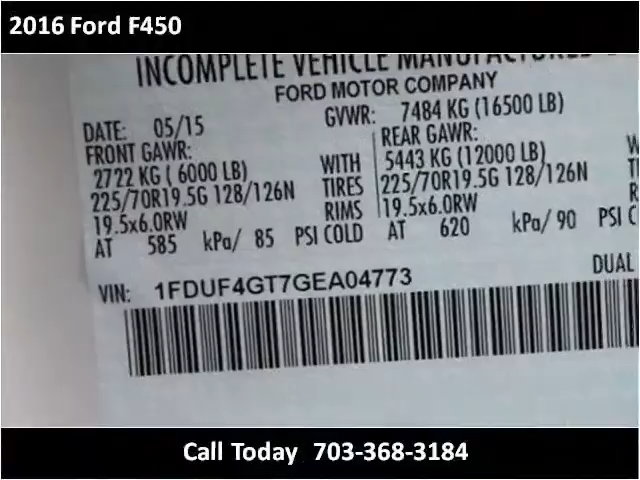 2016 Ford F450
INCOMPLETE VEHICLE MANUFACTURED
FORD MOTOR COMPANY
DATE: 05/15 GVWR: 7484 KG (16500 LB)
FRONT GAWR: REAR GAWR:
2722 KG ( 6000 LB) WITH 5443 KG (12000 LB)
225/70R19.5G 128/126N TIRES 225/70R19.5G 128/126N
19.5x6.0RW RIMS 19.5x6.0RW
AT 585 kPa/ 85 PSI COLD AT 620 kPa/ 90 PSI C
VIN: 1FDUF4GT7GEA04773 DUAL
Call Today 703-368-3184